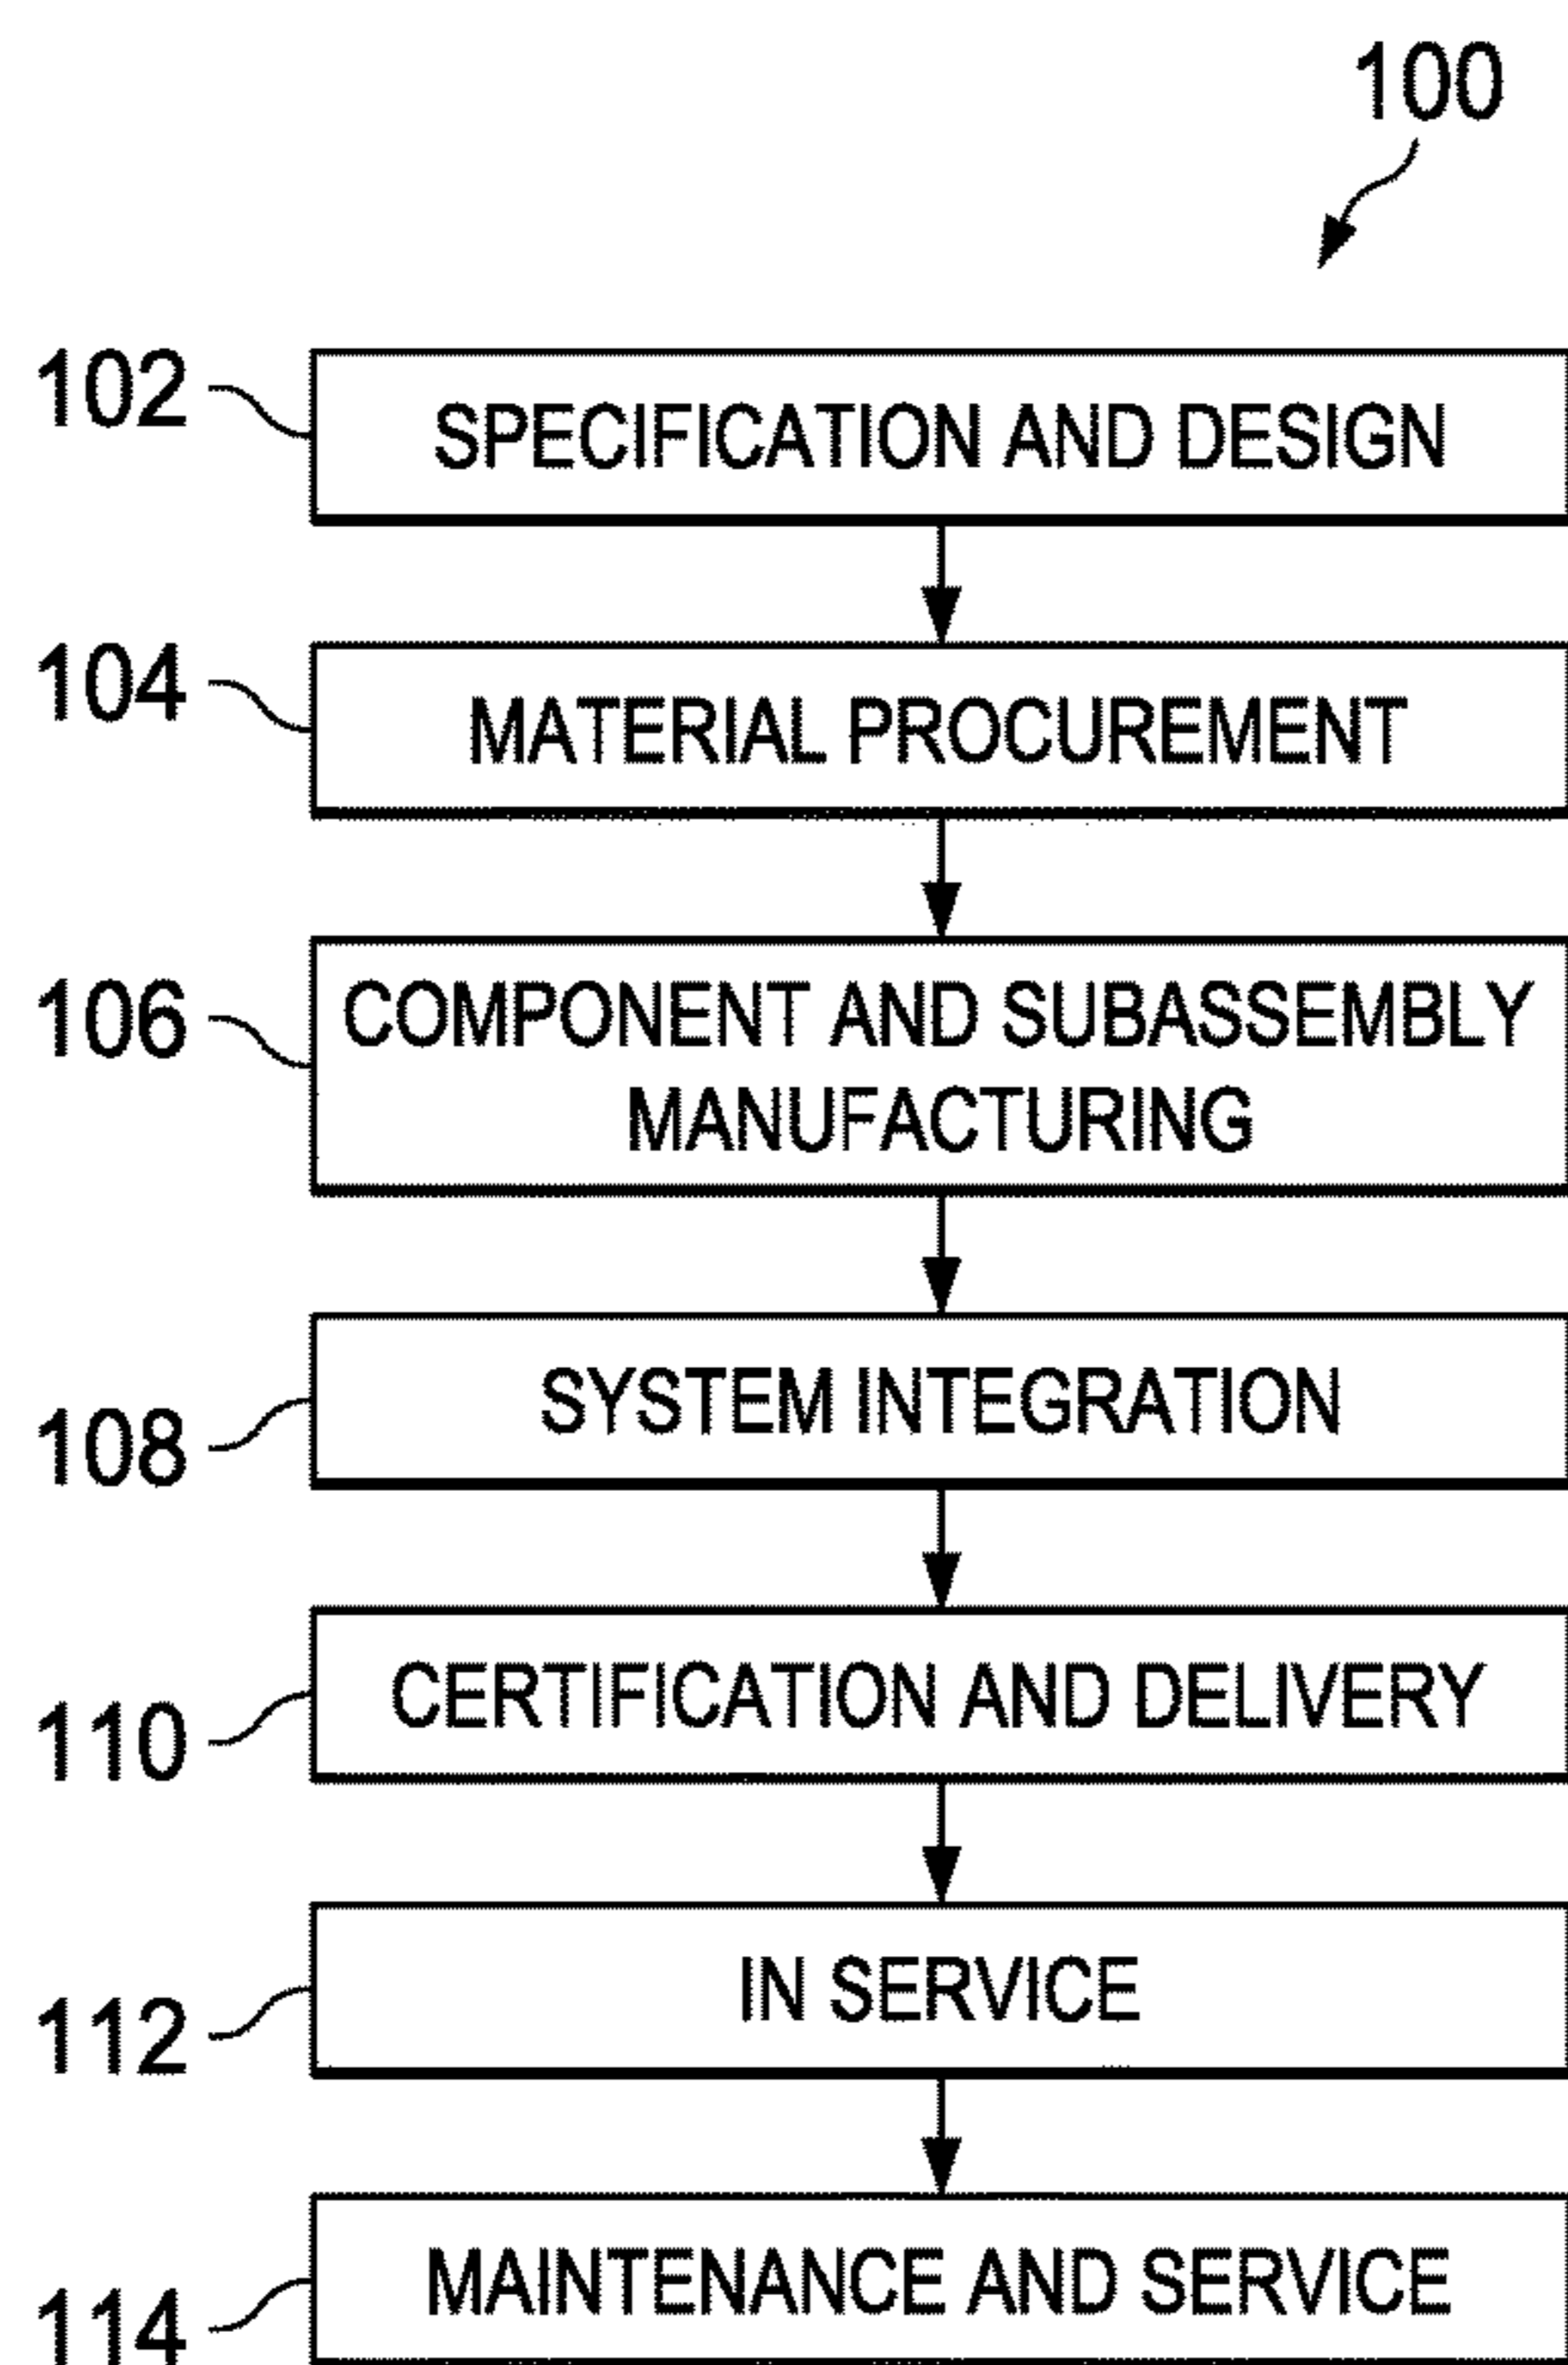 100
102
SPECIFICATION AND DESIGN
104
MATERIAL PROCUREMENT
106
COMPONENT AND SUBASSEMBLY
MANUFACTURING
108
SYSTEM INTEGRATION
110
CERTIFICATION AND DELIVERY
112
IN SERVICE
114
MAINTENANCE AND SERVICE